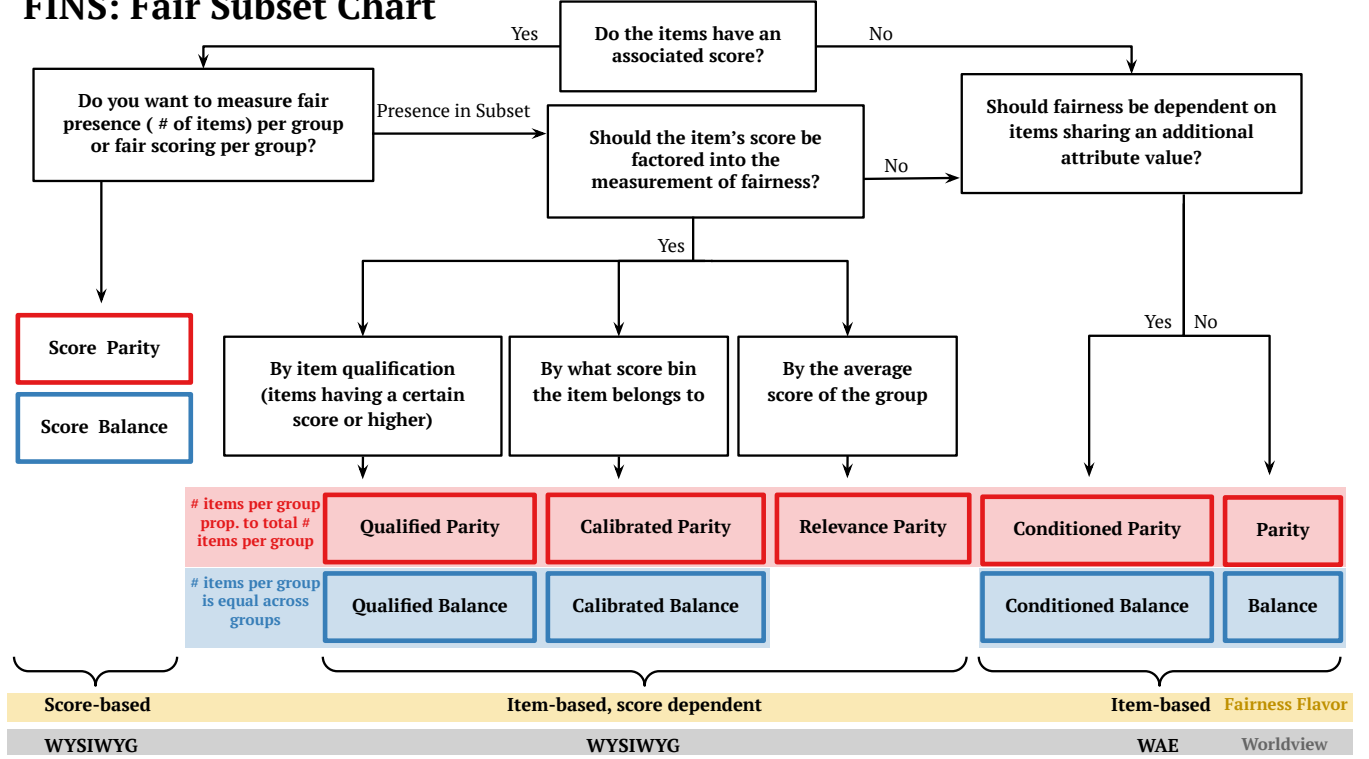 FINS: Fair Subset Chart
Do the items have an
associated score?
Yes
No
Do you want to measure fair
presence ( # of items) per group
or fair scoring per group?
Presence in Subset
Should the item's score be
factored into the
measurement of fairness?
No
Should fairness be dependent on
items sharing an additional
attribute value?
Yes
Yes
No
Score Parity
Score Balance
By item qualification
(items having a certain
score or higher)
By what score bin
the item belongs to
By the average
score of the group
# items per group
prop. to total #
items per group
Qualified Parity
Calibrated Parity
Relevance Parity
Conditioned Parity
Parity
# items per group
is equal across
groups
Qualified Balance
Calibrated Balance
Conditioned Balance
Balance
Score-based
Item-based, score dependent
Item-based
Fairness Flavor
WYSIWYG
WYSIWYG
WAE
Worldview